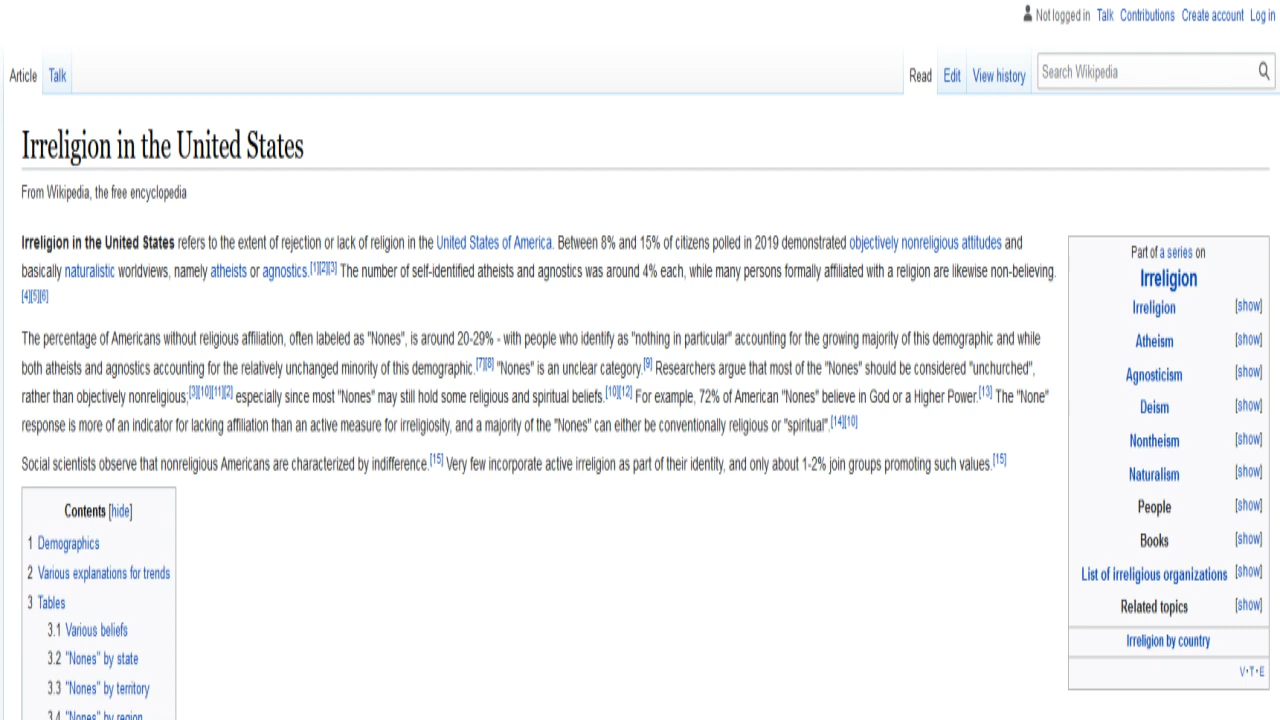 Not logged in Talk Contributions Create account Log in
Article Talk Read Edit View history Search Wikipedia
Irreligion in the United States
From Wikipedia, the free encyclopedia
Irreligion in the United States refers to the extent of rejection or lack of religion in the United States of America. Between 8% and 15% of citizens polled in 2019 demonstrated objectively nonreligious attitudes and
basically naturalistic worldviews, namely atheists or agnostics.[1][2][3] The number of self-identified atheists and agnostics was around 4% each, while many persons formally affiliated with a religion are likewise non-believing.
[4][5][6]
The percentage of Americans without religious affiliation, often labeled as "Nones", is around 20-29% - with people who identify as "nothing in particular" accounting for the growing majority of this demographic and while
both atheists and agnostics accounting for the relatively unchanged minority of this demographic.[7][8] "Nones" is an unclear category.[9] Researchers argue that most of the "Nones" should be considered "unchurched",
rather than objectively nonreligious;[3][10][11][2] especially since most "Nones" may still hold some religious and spiritual beliefs.[10][12] For example, 72% of American "Nones" believe in God or a Higher Power.[13] The "None"
response is more of an indicator for lacking affiliation than an active measure for irreligiosity, and a majority of the "Nones" can either be conventionally religious or "spiritual".[14][10]
Social scientists observe that nonreligious Americans are characterized by indifference.[15] Very few incorporate active irreligion as part of their identity, and only about 1-2% join groups promoting such values.[15]
Contents [hide]
1 Demographics
2 Various explanations for trends
3 Tables
3.1 Various beliefs
3.2 "Nones" by state
3.3 "Nones" by territory
3.4 "Nones" by region
Part of a series on
Irreligion
Irreligion [show]
Atheism [show]
Agnosticism [show]
Deism [show]
Nontheism [show]
Naturalism [show]
People [show]
Books [show]
List of irreligious organizations [show]
Related topics [show]
Irreligion by country
V•T•E